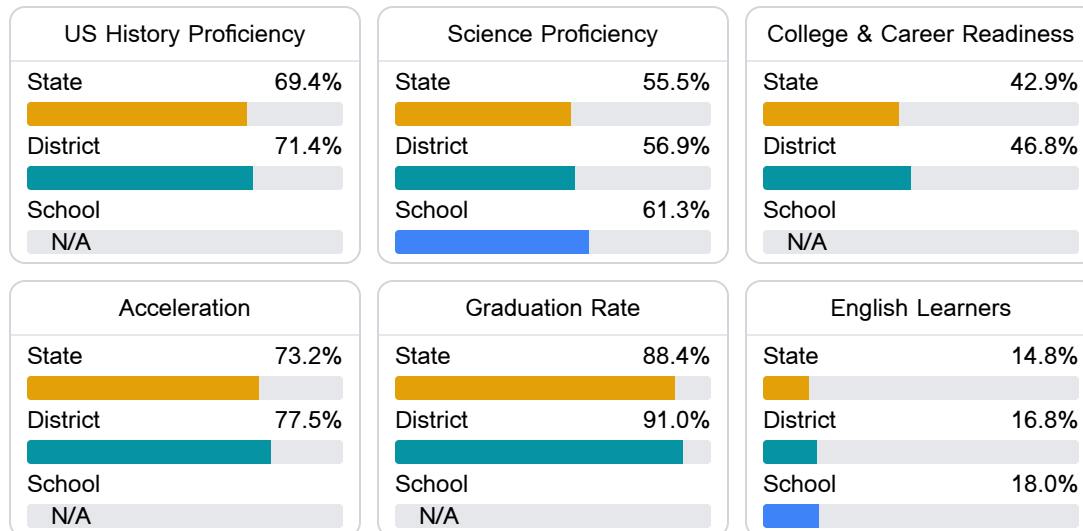 US History Proficiency
State 69.4%
District 71.4%
School
N/A
Science Proficiency
State 55.5%
District 56.9%
School 61.3%
College & Career Readiness
State 42.9%
District 46.8%
School
N/A
Acceleration
State 73.2%
District 77.5%
School
N/A
Graduation Rate
State 88.4%
District 91.0%
School
N/A
English Learners
State 14.8%
District 16.8%
School 18.0%